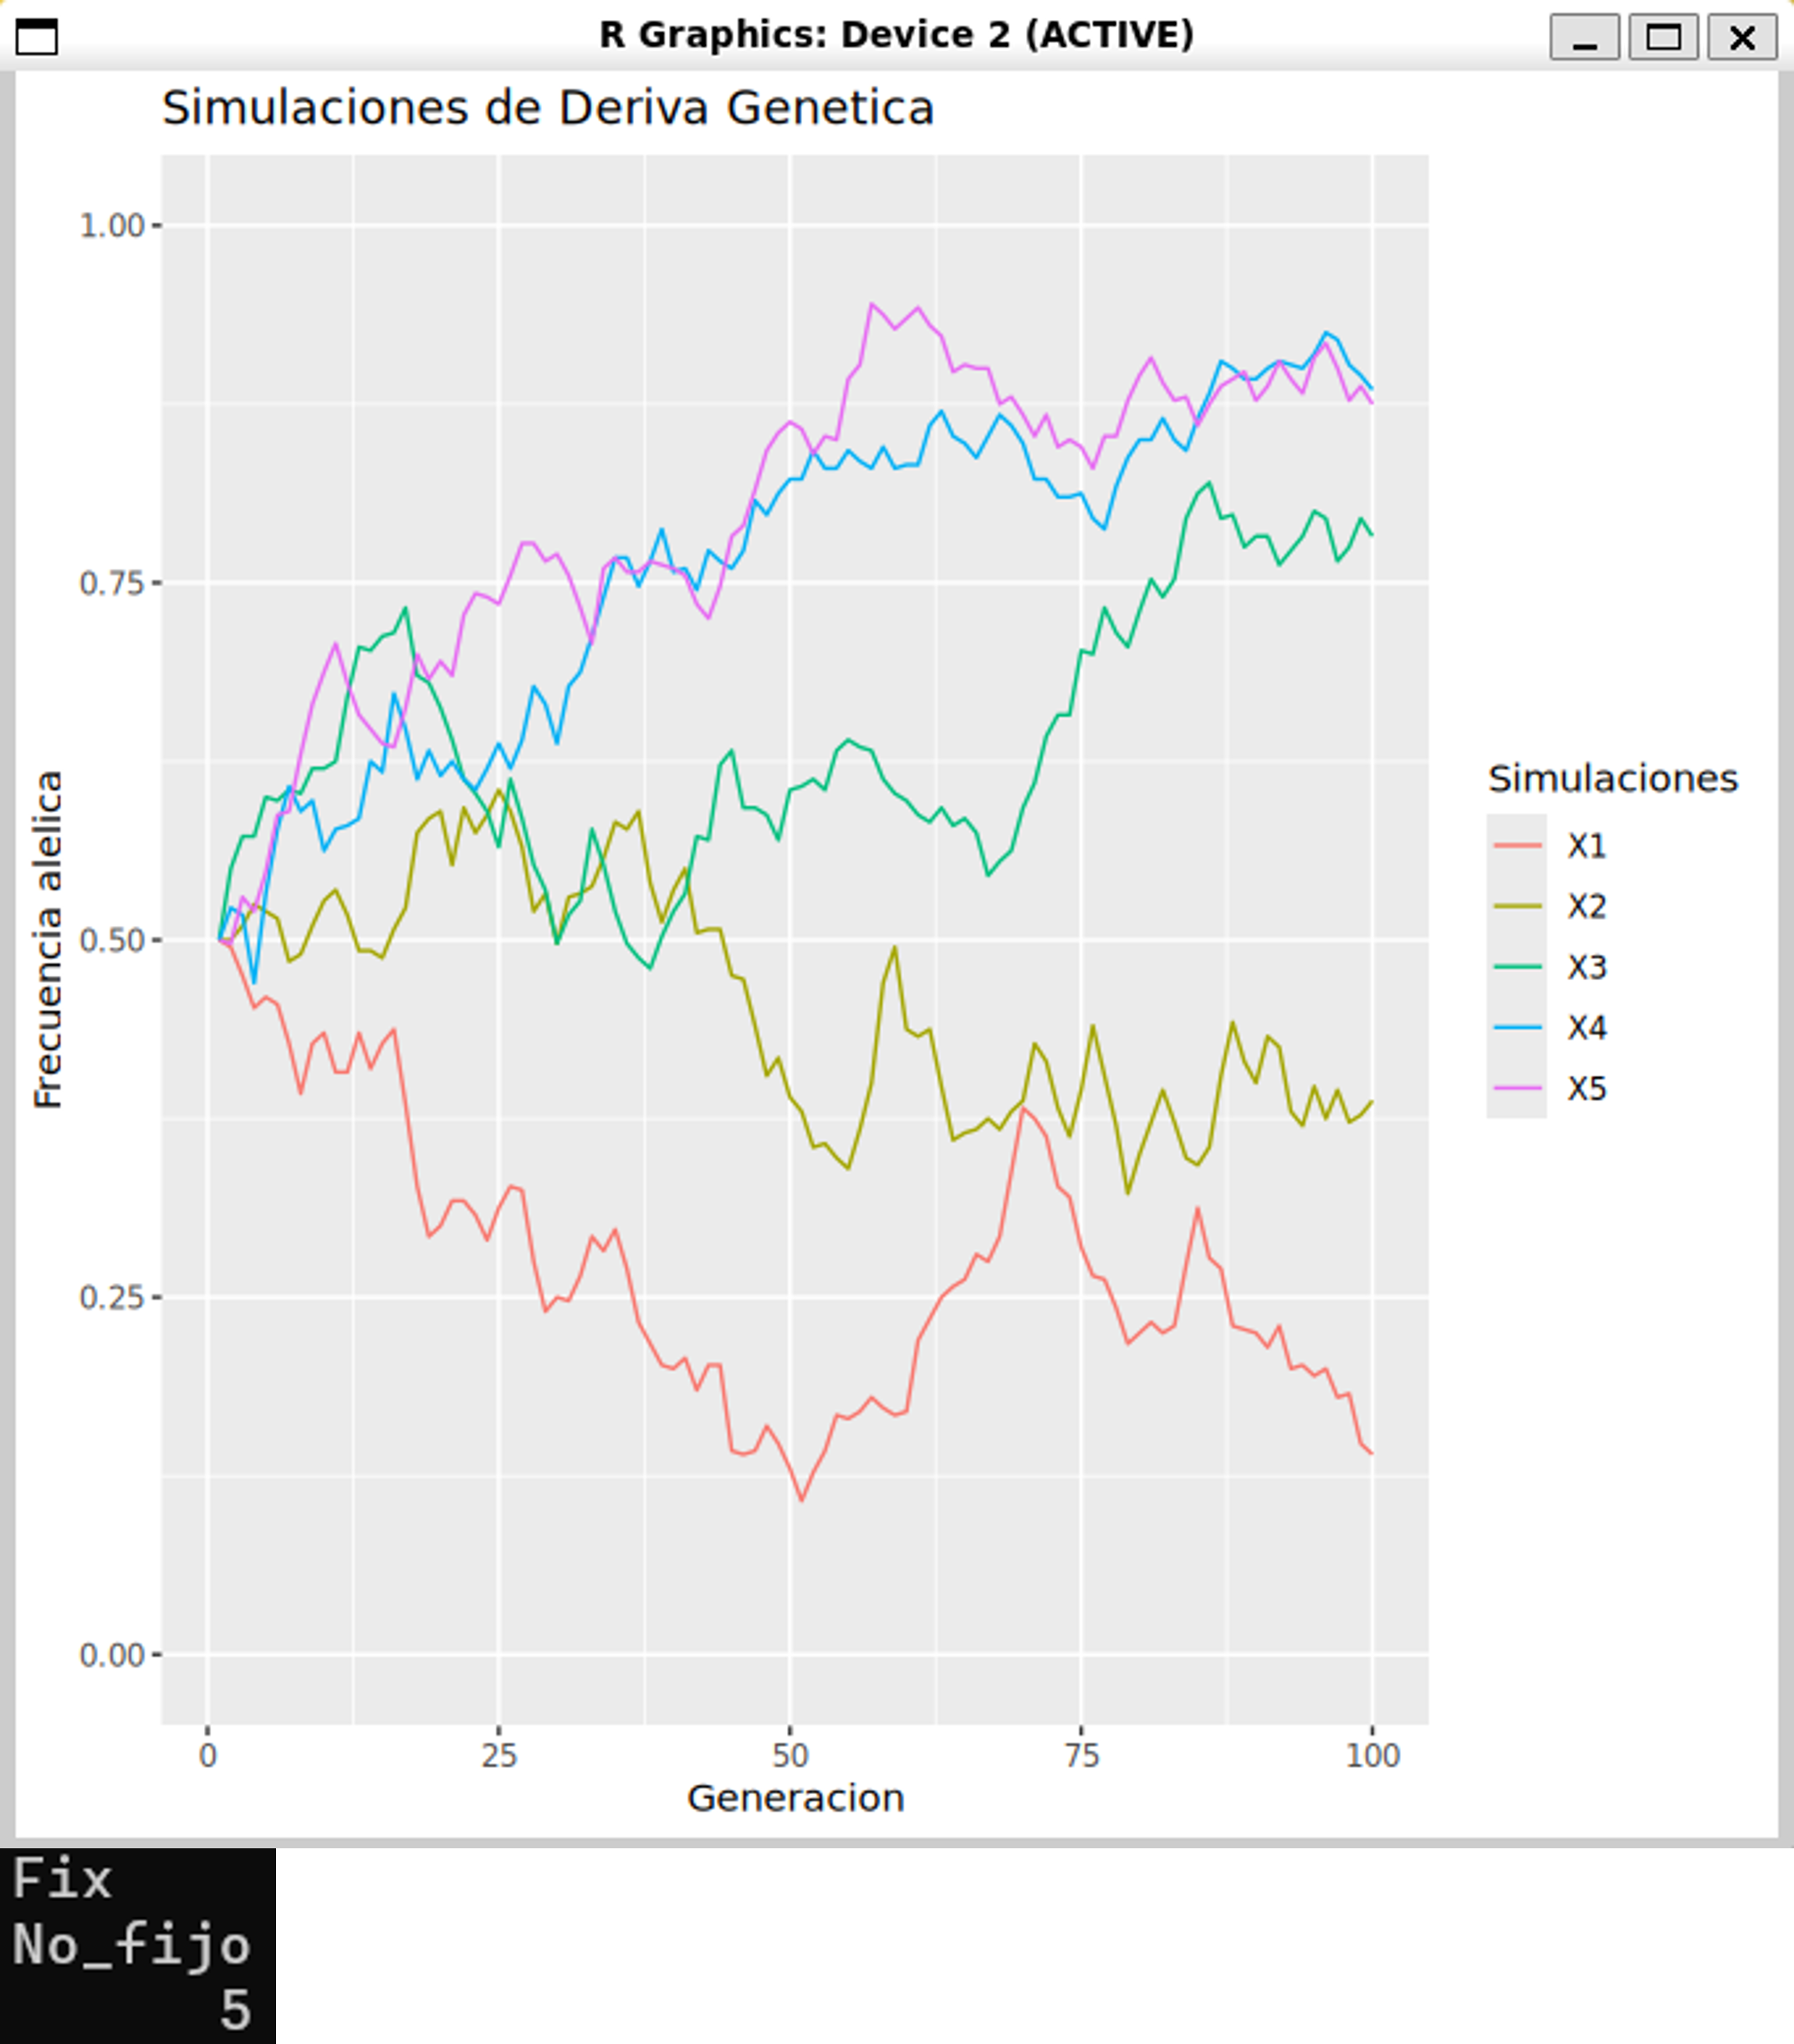 R Graphics: Device 2 (ACTIVE)
Simulaciones de Deriva Genetica
1.00
0.75
0.50
0.25
0.00
Frecuencia alelica
0 25 50 75 100
Generacion
Simulaciones
X1
X2
X3
X4
X5
Fix
No_fijo
5